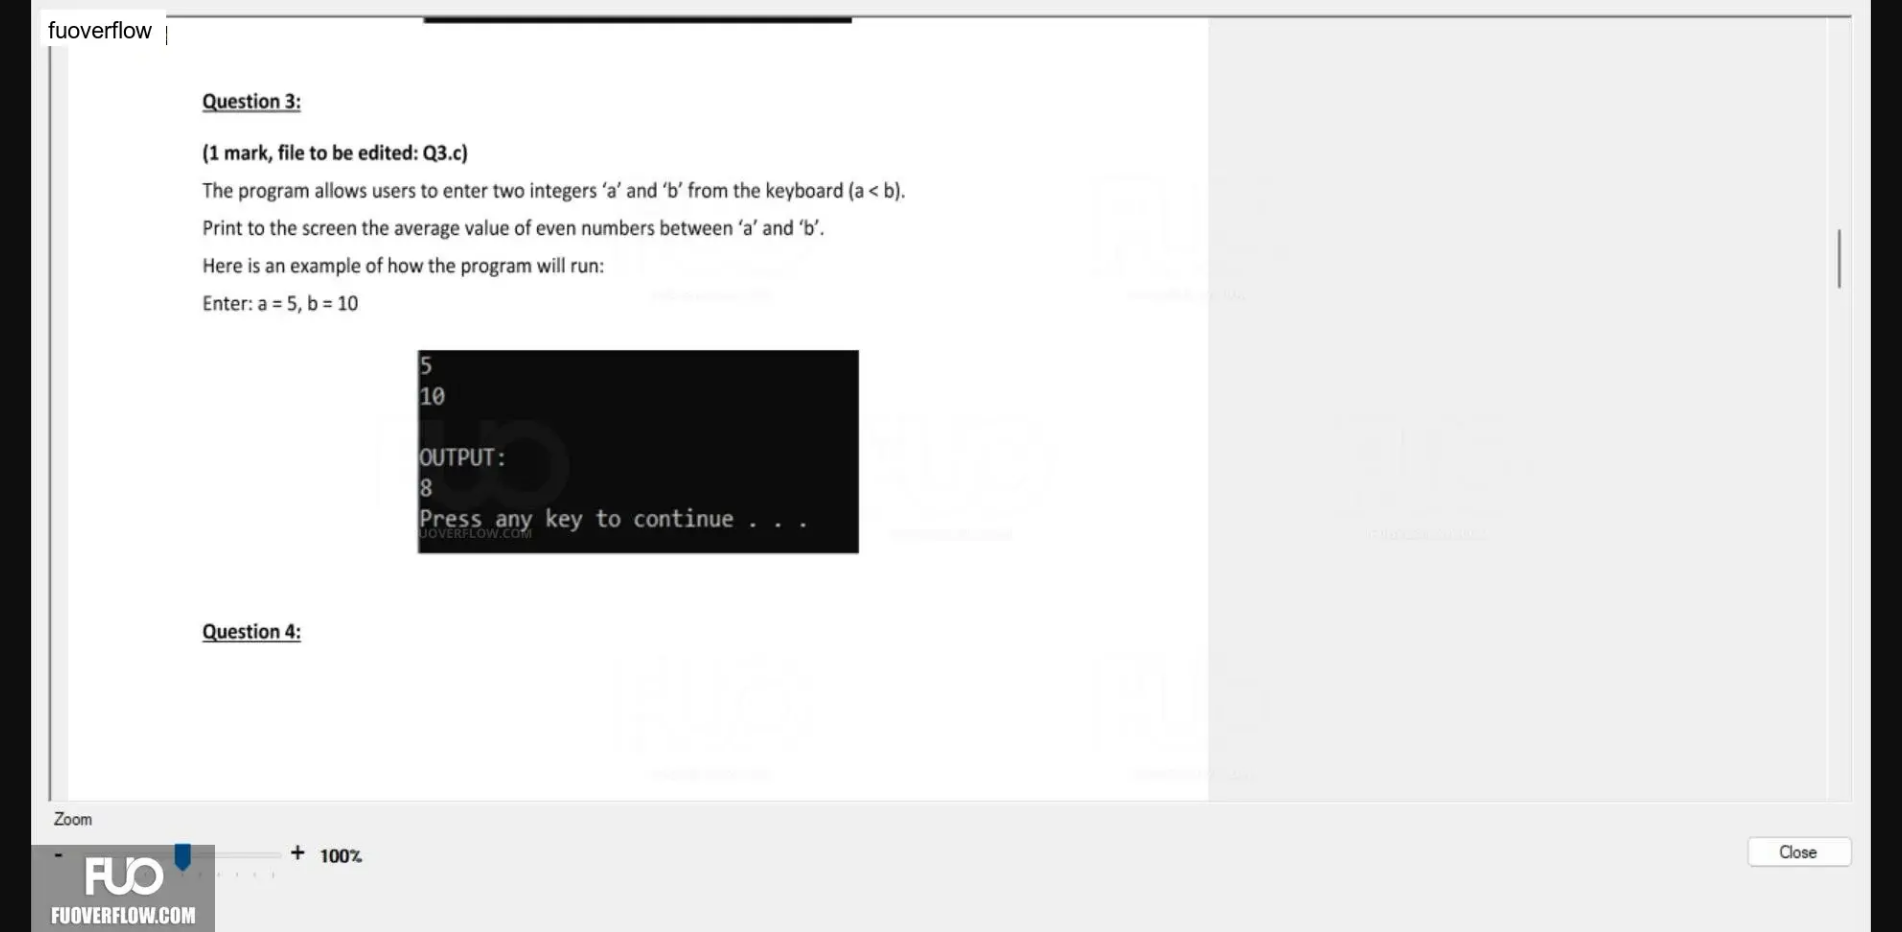 fuoverflow
Question 3:
(1 mark, file to be edited: Q3.c)
The program allows users to enter two integers ‘a’ and ‘b’ from the keyboard (a < b).
Print to the screen the average value of even numbers between ‘a’ and ‘b’.
Here is an example of how the program will run:
Enter: a = 5, b = 10
5
10
OUTPUT:
8
Press any key to continue . . .
UOVERFLOW.COM
Question 4:
Zoom
- + 100%
Close
FUO
FUOVERFLOW.COM